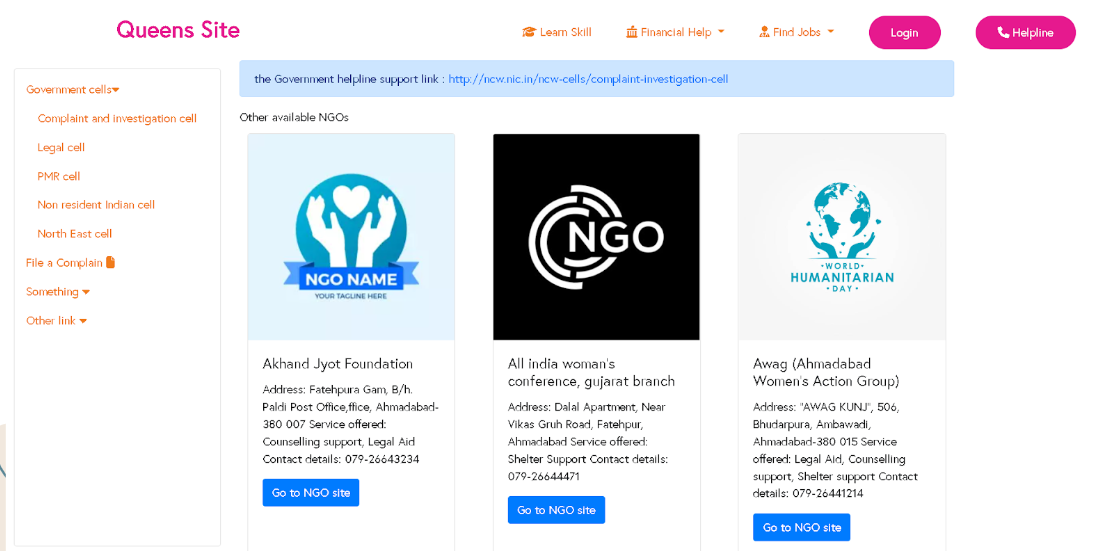 Queens Site
Learn Skill
Financial Help
Find Jobs
Login
Helpline
Government cells
Complaint and investigation cell
Legal cell
PMR cell
Non resident Indian cell
North East cell
File a Complain
Something
Other link
the Government helpline support link : http://ncw.nic.in/ncw-cells/complaint-investigation-cell
Other available NGOs
NGO NAME
YOUR TAGLINE HERE
Akhand Jyot Foundation
Address: Fatehpura Gam, B/h.
Paldi Post Office,ffice, Ahmadabad-
380 007 Service offered:
Counselling support, Legal Aid
Contact details: 079-26643234
Go to NGO site
NGO
All india woman's
conference, gujarat branch
Address: Dalal Apartment, Near
Vikas Gruh Road, Fatehpur,
Ahmadabad Service offered:
Shelter Support Contact details:
079-26644471
Go to NGO site
WORLD
HUMANITARIAN
DAY
Awag (Ahmadabad
Women's Action Group)
Address: "AWAG KUNJ", 506,
Bhudarpura, Ambawadi,
Ahmadabad-380 015 Service
offered: Legal Aid, Counselling
support, Shelter support Contact
details: 079-26441214
Go to NGO site